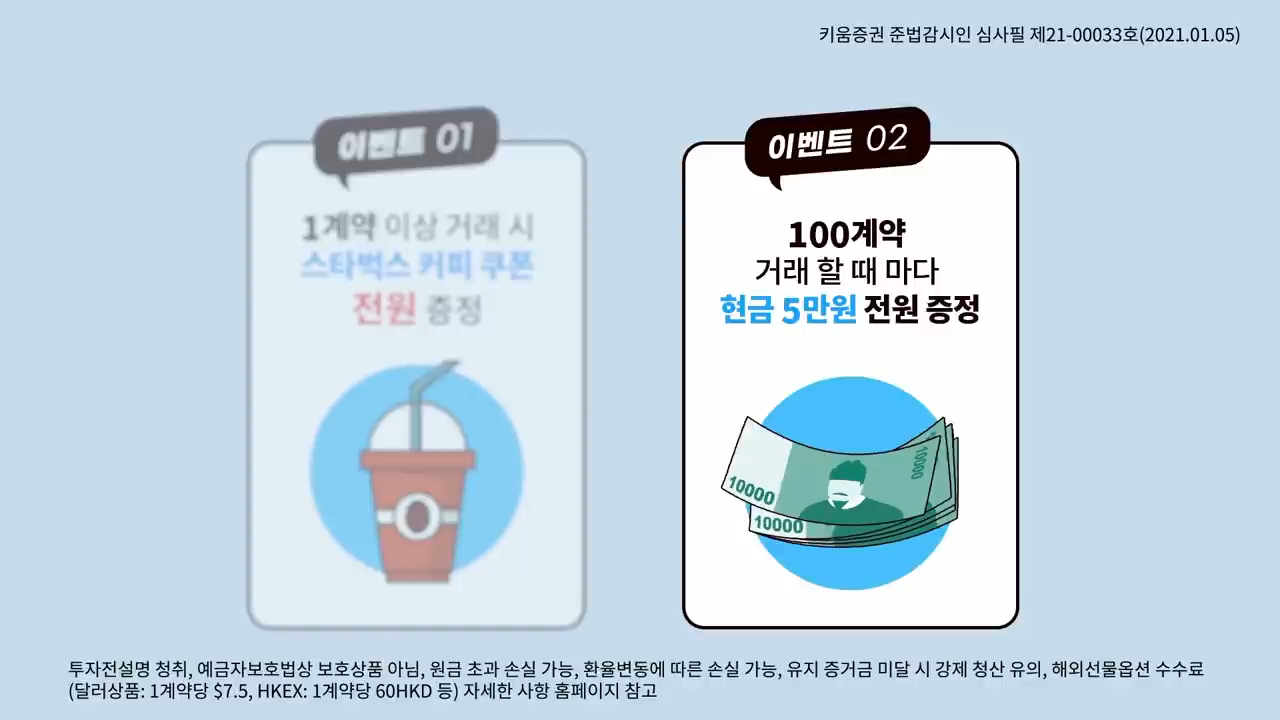 키움증권 준법감시인 심사필 제21-00033호(2021.01.05)
이벤트 01
1계약 이상 거래 시
스타벅스 커피 쿠폰
전원 증정
이벤트 02
100계약
거래 할 때 마다
현금 5만원 전원 증정
10000
10000
10000
투자전설명 청취, 예금자보호법상 보호상품 아님, 원금 초과 손실 가능, 환율변동에 따른 손실 가능, 유지 증거금 미달 시 강제 청산 유의, 해외선물옵션 수수료
(달러상품: 1계약당 $7.5, HKEX: 1계약당 60HKD 등) 자세한 사항 홈페이지 참고